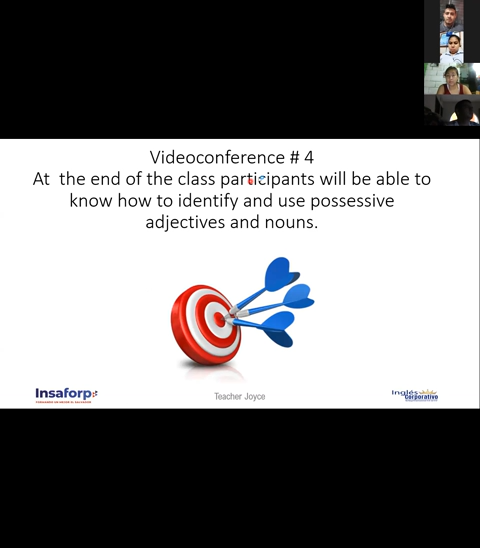 Videoconference # 4
At the end of the class participants will be able to
know how to identify and use possessive
adjectives and nouns.
Insaforp
Teacher Joyce
Inglés
Corporativo